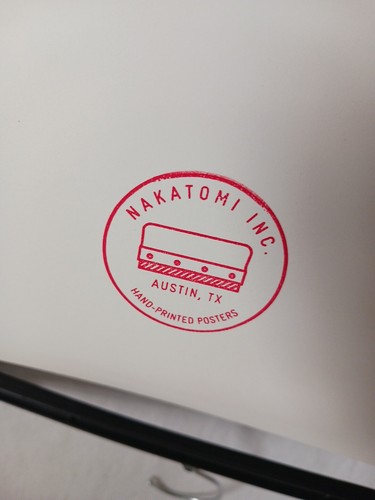 NAKATOMI INC.
AUSTIN, TX
HAND-PRINTED POSTERS